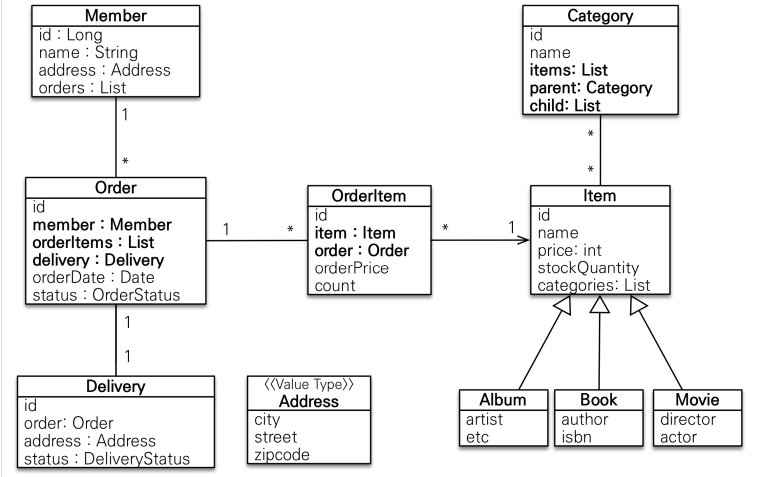 Member
id : Long
name : String
address : Address
orders : List
Category
id
name
items: List
parent: Category
child: List
1
*
*
*
Order
id
member : Member
orderItems : List
delivery : Delivery
orderDate : Date
status : OrderStatus
1
*
OrderItem
id
item : Item
order : Order
orderPrice
count
*
1
Item
id
name
price: int
stockQuantity
categories: List
1
1
Delivery
id
order: Order
address : Address
status : DeliveryStatus
⟨⟨Value Type⟩⟩
Address
city
street
zipcode
Album
artist
etc
Book
author
isbn
Movie
director
actor